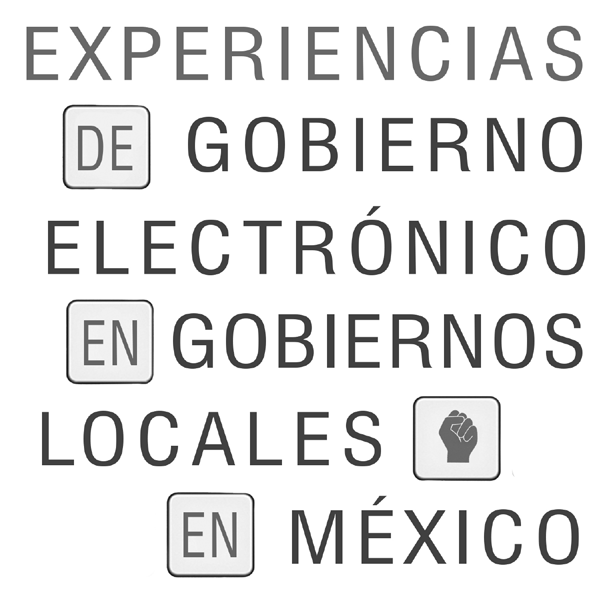 EXPERIENCIAS
DE GOBIERNO
ELECTRÓNICO
EN GOBIERNOS
LOCALES
EN MÉXICO